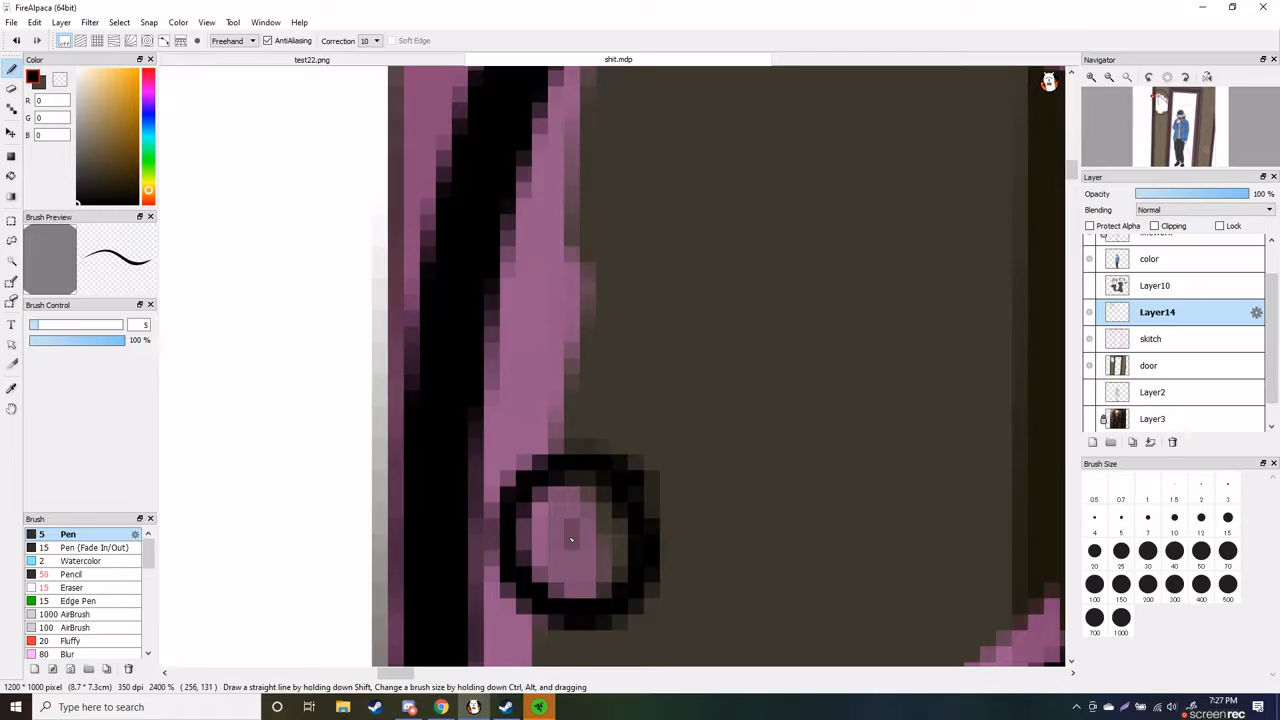 FireAlpaca (64bit)
File Edit Layer Filter Select Snap Color View Tool Window Help
off Freehand AntiAliasing Correction 10 Soft Edge
Color
test22.png
shit.mdp
Navigator
R 0
G 0
B 0
Layer
Opacity 100 %
Blending Normal
Protect Alpha Clipping Lock
Brush Preview
color
Layer10
Brush Control
Layer14
5
100 %
skitch
door
Layer2
Layer3
Brush Size
0.5 0.7 1 1.5 2 3
4 5 7 10 12 15
20 25 30 40 50 70
100 150 200 300 400 500
700 1000
Brush
5 Pen
15 Pen (Fade In/Out)
2 Watercolor
50 Pencil
15 Eraser
15 Edge Pen
1000 AirBrush
100 AirBrush
20 Fluffy
80 Blur
1200 * 1000 pixel (8.7 * 7.3cm) 350 dpi 2400 % ( 256, 131 ) Draw a straight line by holding down Shift, Change a brush size by holding down Ctrl, Alt, and dragging
Type here to search
7:27 PM
screenrec